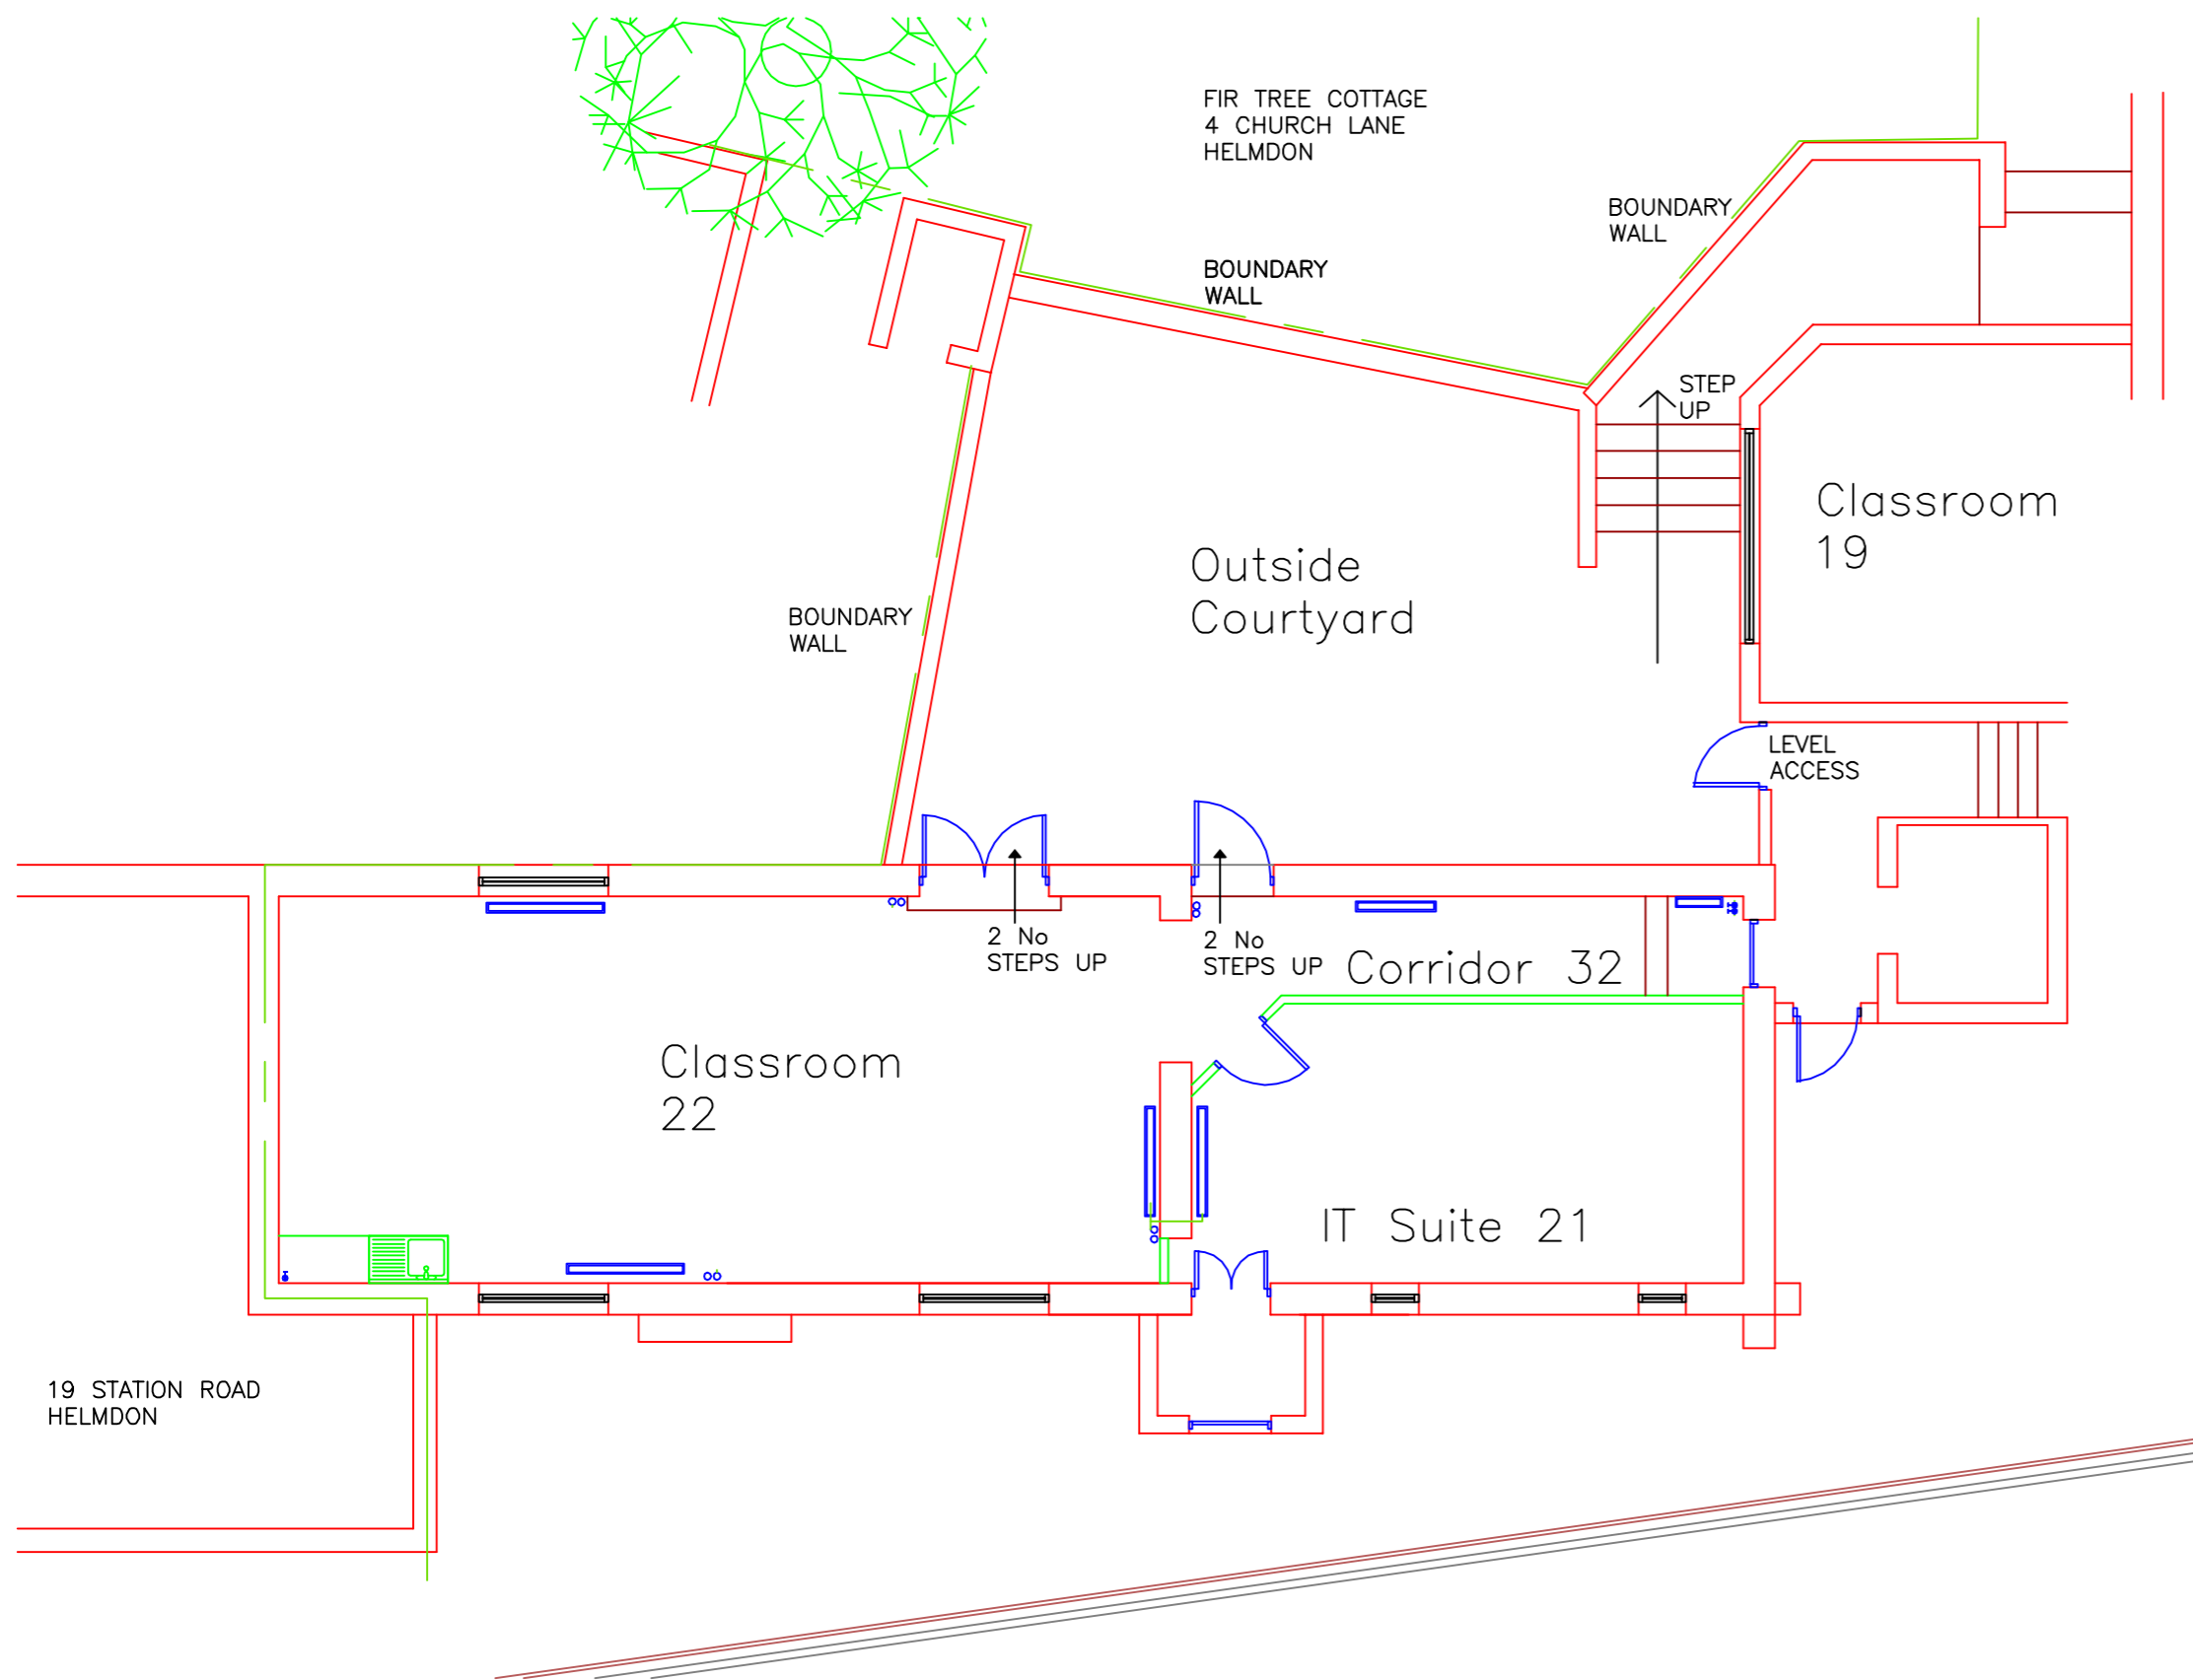 FIR TREE COTTAGE
4 CHURCH LANE
HELMDON
BOUNDARY
WALL
BOUNDARY
WALL
STEP
UP
Classroom
19
Outside
Courtyard
BOUNDARY
WALL
LEVEL
ACCESS
2 No
STEPS UP
2 No
STEPS UP
Corridor 32
Classroom
22
IT Suite 21
19 STATION ROAD
HELMDON